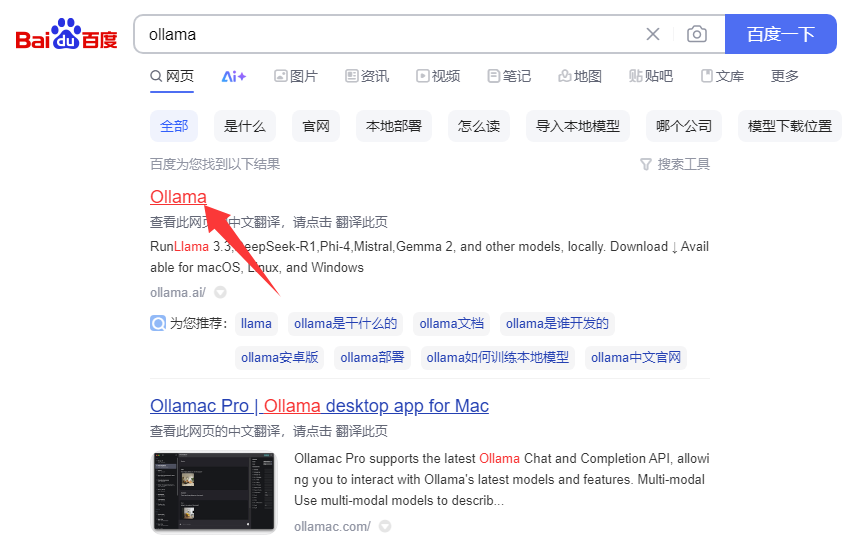 Bai du 百度 ollama 百度一下
网页 Ai+ 图片 资讯 视频 笔记 地图 贴吧 文库 更多
全部 是什么 官网 本地部署 怎么读 导入本地模型 哪个公司 模型下载位置
百度为您找到以下结果 搜索工具
Ollama
查看此网页的中文翻译，请点击 翻译此页
RunLlama 3.3,DeepSeek-R1,Phi-4,Mistral,Gemma 2, and other models, locally. Download ↓ Avail
able for macOS, Linux, and Windows
ollama.ai/
为您推荐： llama ollama是干什么的 ollama文档 ollama是谁开发的
ollama安卓版 ollama部署 ollama如何训练本地模型 ollama中文官网
Ollamac Pro | Ollama desktop app for Mac
查看此网页的中文翻译，请点击 翻译此页
Ollamac Pro supports the latest Ollama Chat and Completion API, allowi
ng you to interact with Ollama's latest models and features. Multi-modal
Use multi-modal models to describ...
ollamac.com/